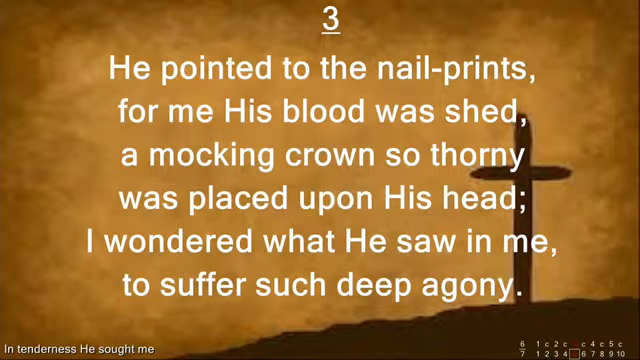 3
He pointed to the nail-prints,
for me His blood was shed,
a mocking crown so thorny
was placed upon His head;
I wondered what He saw in me,
to suffer such deep agony.
In tenderness He sought me
6 1 c 2 c c 4 c 5 c
7 1 2 3 4 6 7 8 9 10